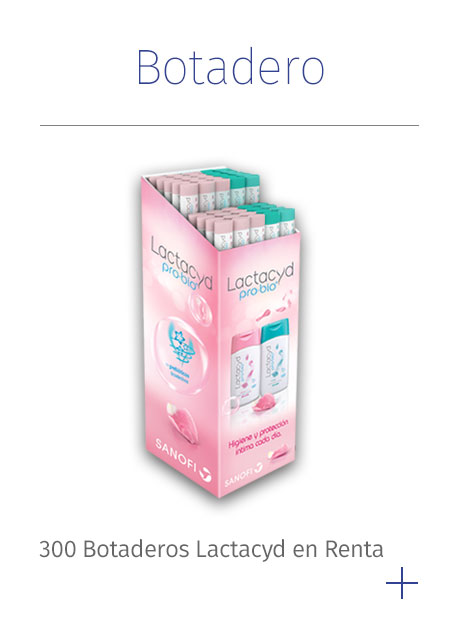 Botadero
Lactacyd
pro·bio
Lactacyd
pro·bio
Higiene y protección
íntima cada día.
SANOFI
SANOFI
300 Botaderos Lactacyd en Renta